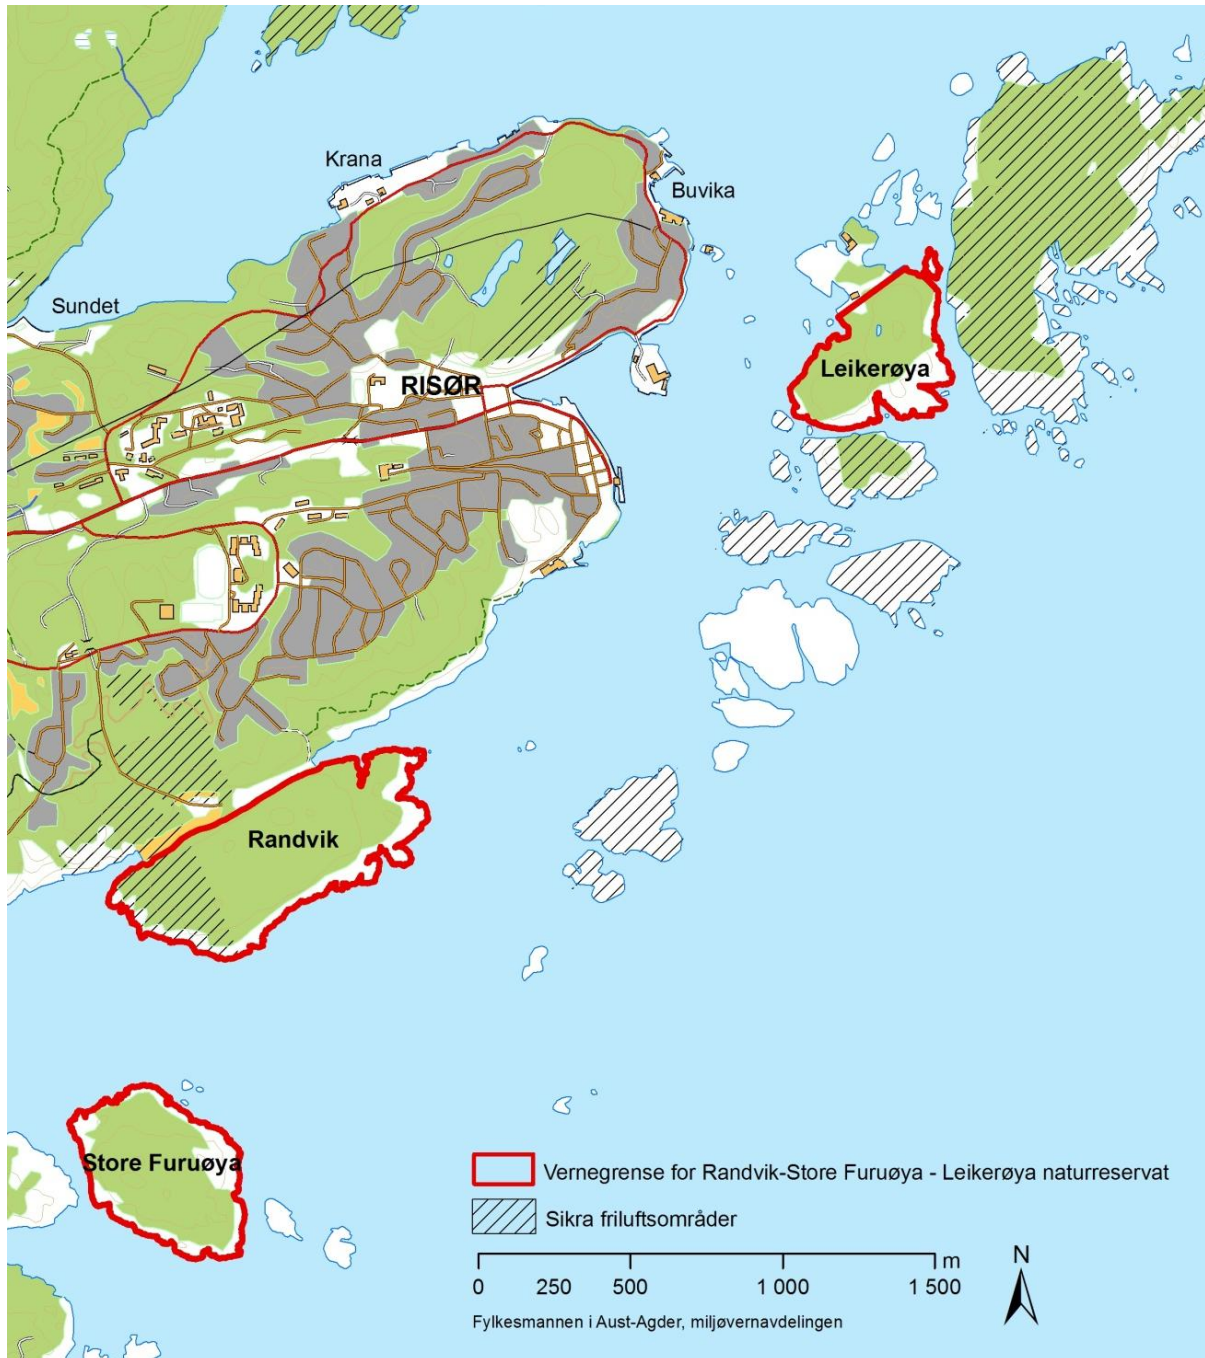 Krana
Buvika
Sundet
RISØR
Leikerøya
Randvik
Store Furuøya
Vernegrense for Randvik-Store Furuøya - Leikerøya naturreservat
Sikra friluftsområder
m
0 250 500 1 000 1 500
N
Fylkesmannen i Aust-Agder, miljøvernavdelingen